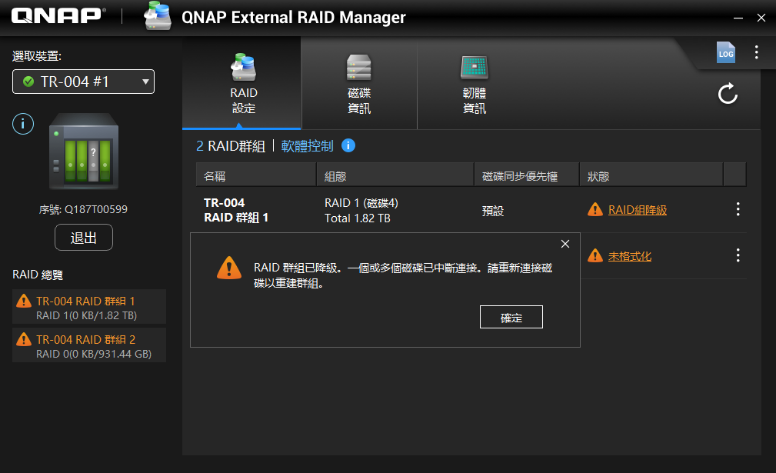 QNAP External RAID Manager
選取裝置:
TR-004 #1
?
序號: Q187T00599
退出
RAID 總覽
TR-004 RAID 群組 1
RAID 1(0 KB/1.82 TB)
TR-004 RAID 群組 2
RAID 0(0 KB/931.44 GB)
RAID
設定
磁碟
資訊
韌體
資訊
LOG
2 RAID群組 | 軟體控制 i
名稱 組態 磁碟同步優先權 狀態
TR-004
RAID 群組 1
RAID 1 (磁碟4)
Total 1.82 TB
預設
RAID組降級
未格式化
RAID 群組已降級。一個或多個磁碟已中斷連接。請重新連接磁
碟以重建群組。
確定